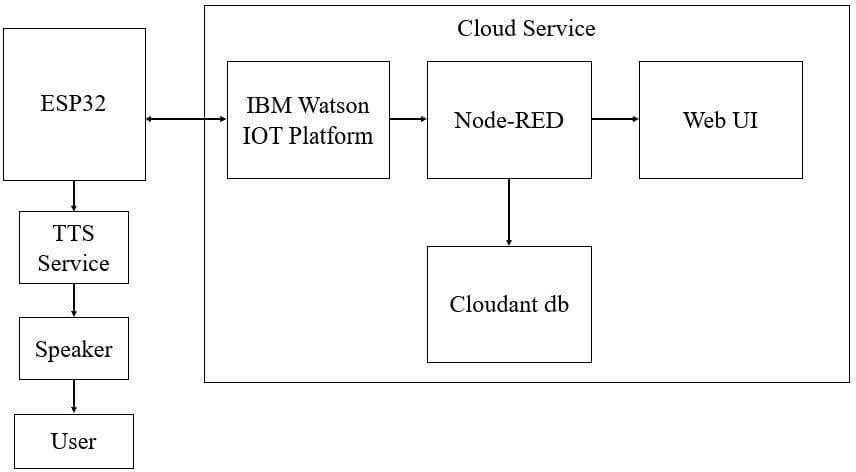 Cloud Service
ESP32
IBM Watson
IOT Platform
Node-RED
Web UI
TTS
Service
Cloudant db
Speaker
User